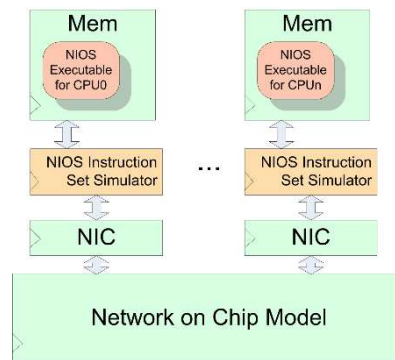 Mem
NIOS
Executable
for CPU0
Mem
NIOS
Executable
for CPUn
NIOS Instruction
Set Simulator
...
NIOS Instruction
Set Simulator
NIC
NIC
Network on Chip Model